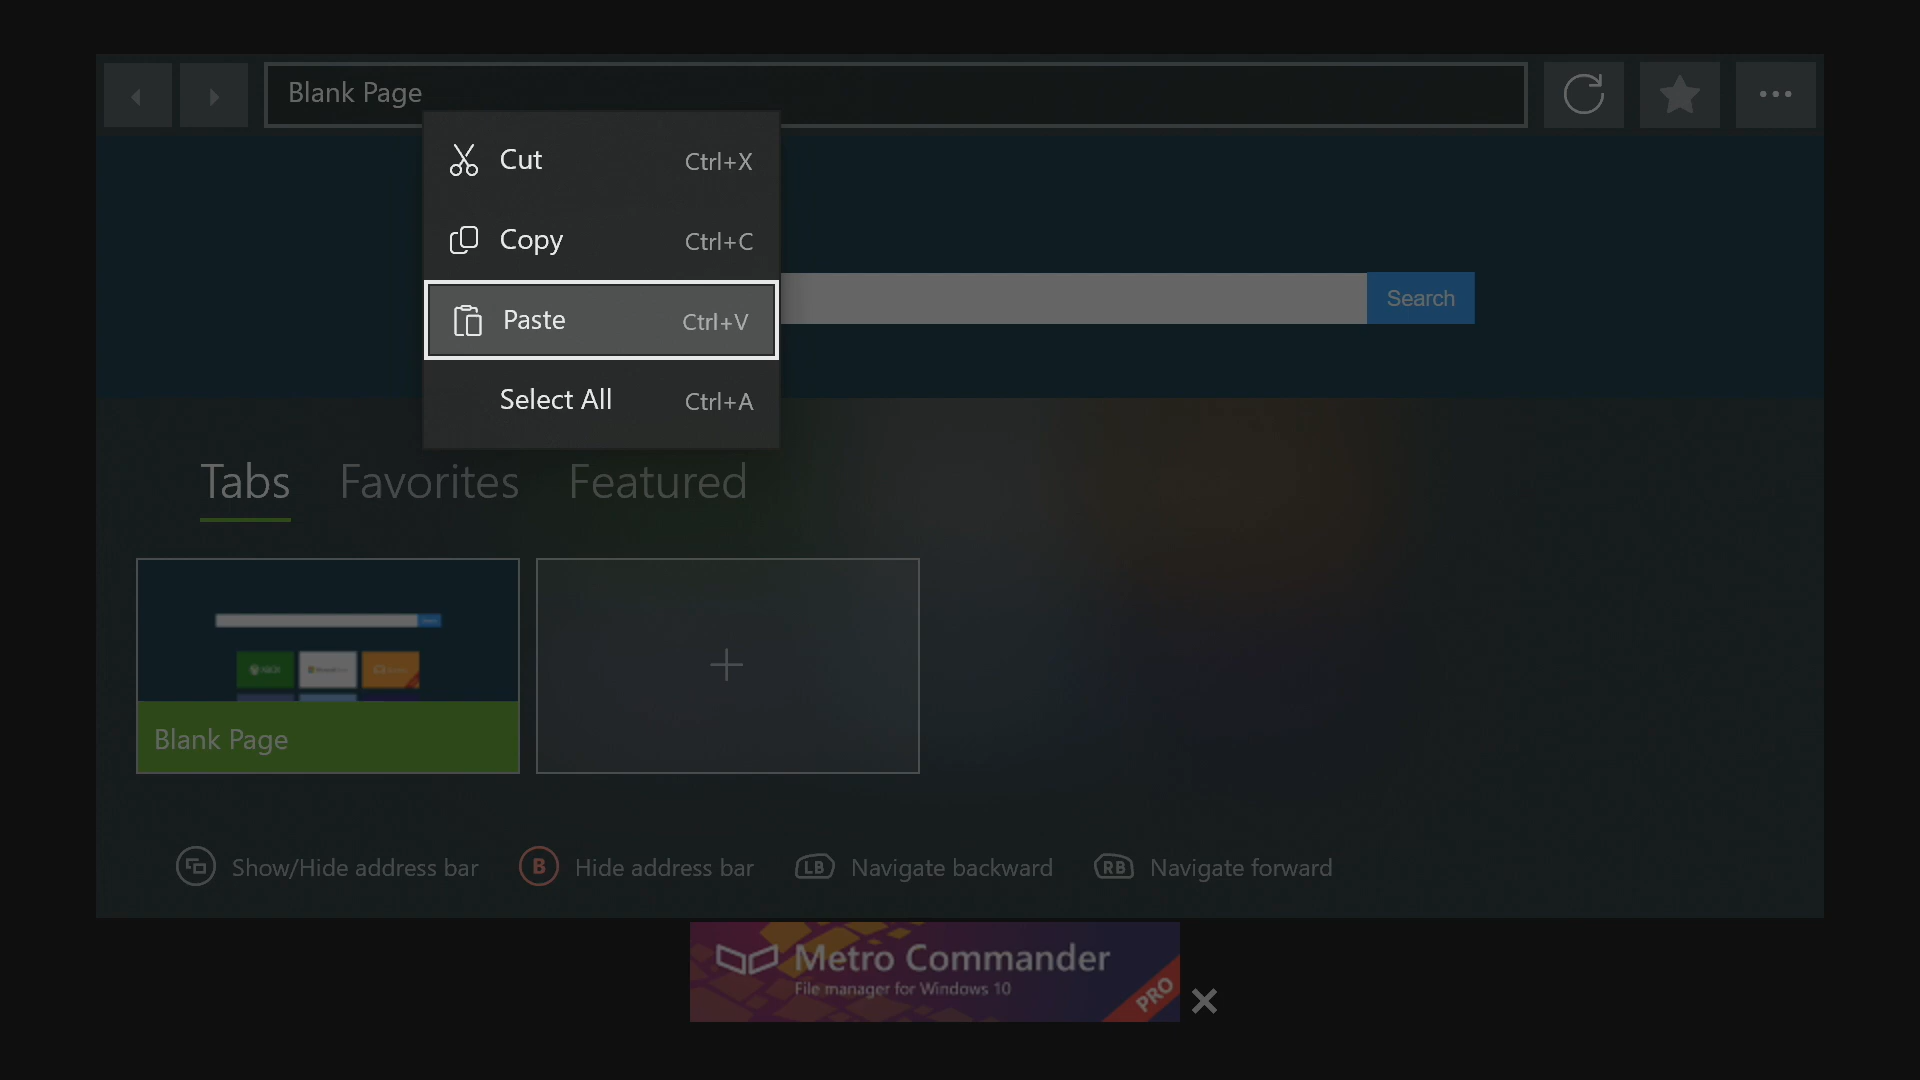 Blank Page
Cut Ctrl+X
Copy Ctrl+C
Paste Ctrl+V
Select All Ctrl+A
Search
Tabs Favorites Featured
XBOX
Blank Page
Show/Hide address bar B Hide address bar LB Navigate backward RB Navigate forward
Metro Commander
File manager for Windows 10
PRO